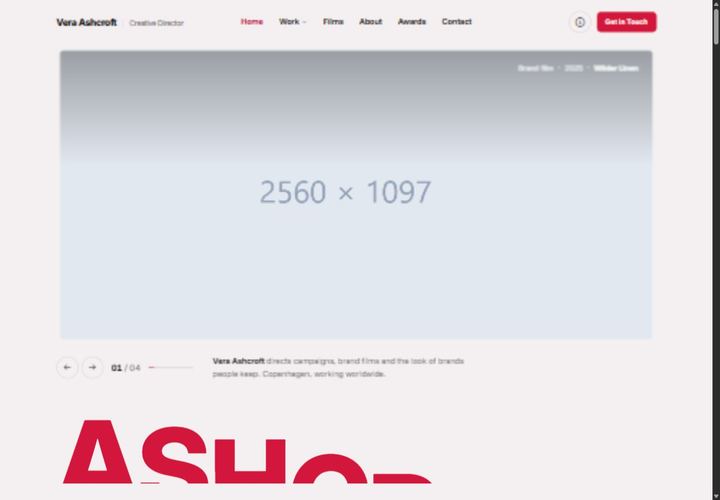 Vera Ashcroft Creative Director Home Work Films About Awards Contact Get in Touch
Brand film · 2025 · Wilder Linen
2560 × 1097
01 / 04
Vera Ashcroft directs campaigns, brand films and the look of brands
people keep. Copenhagen, working worldwide.